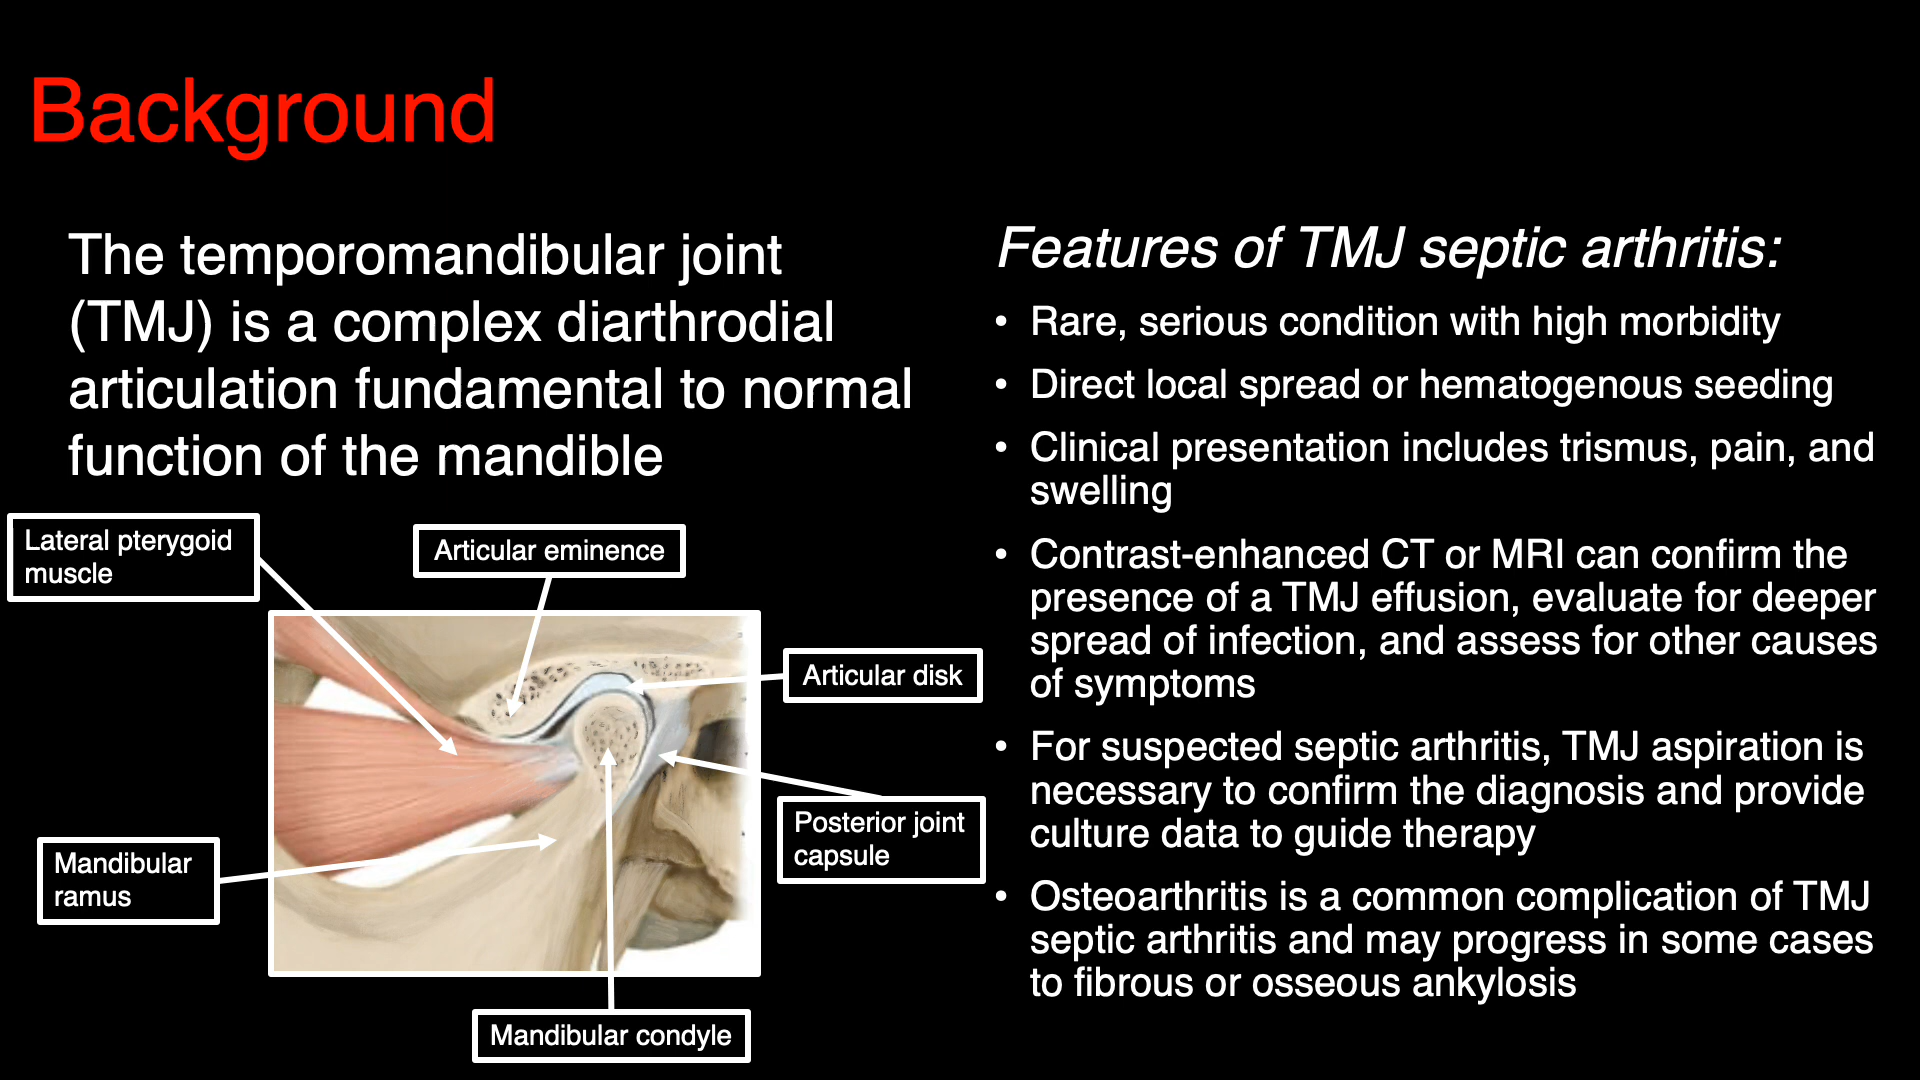 Background
The temporomandibular joint
(TMJ) is a complex diarthrodial
articulation fundamental to normal
function of the mandible
Lateral pterygoid
muscle
Articular eminence
Articular disk
Posterior joint
capsule
Mandibular
ramus
Mandibular condyle
Features of TMJ septic arthritis:
• Rare, serious condition with high morbidity
• Direct local spread or hematogenous seeding
• Clinical presentation includes trismus, pain, and
swelling
• Contrast-enhanced CT or MRI can confirm the
presence of a TMJ effusion, evaluate for deeper
spread of infection, and assess for other causes
of symptoms
• For suspected septic arthritis, TMJ aspiration is
necessary to confirm the diagnosis and provide
culture data to guide therapy
• Osteoarthritis is a common complication of TMJ
septic arthritis and may progress in some cases
to fibrous or osseous ankylosis